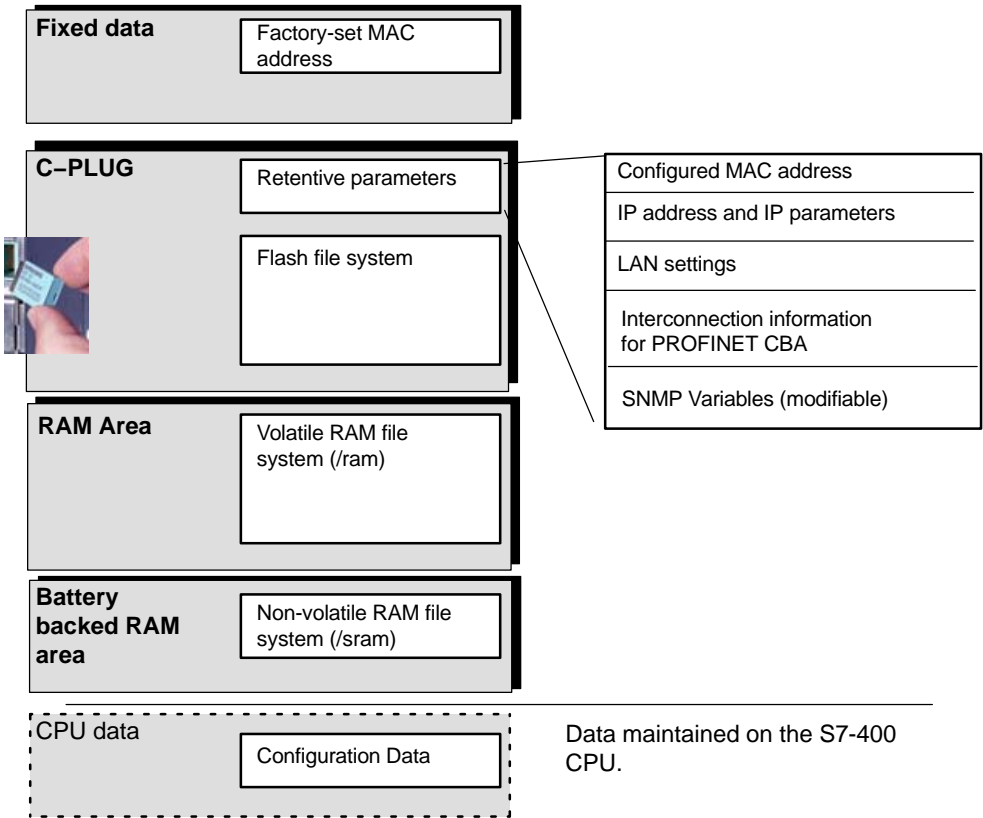 Fixed data
Factory-set MAC
address
C–PLUG
Retentive parameters
Flash file system
Configured MAC address
IP address and IP parameters
LAN settings
Interconnection information
for PROFINET CBA
SNMP Variables (modifiable)
RAM Area
Volatile RAM file
system (/ram)
Battery
backed RAM
area
Non-volatile RAM file
system (/sram)
CPU data
Configuration Data
Data maintained on the S7-400
CPU.